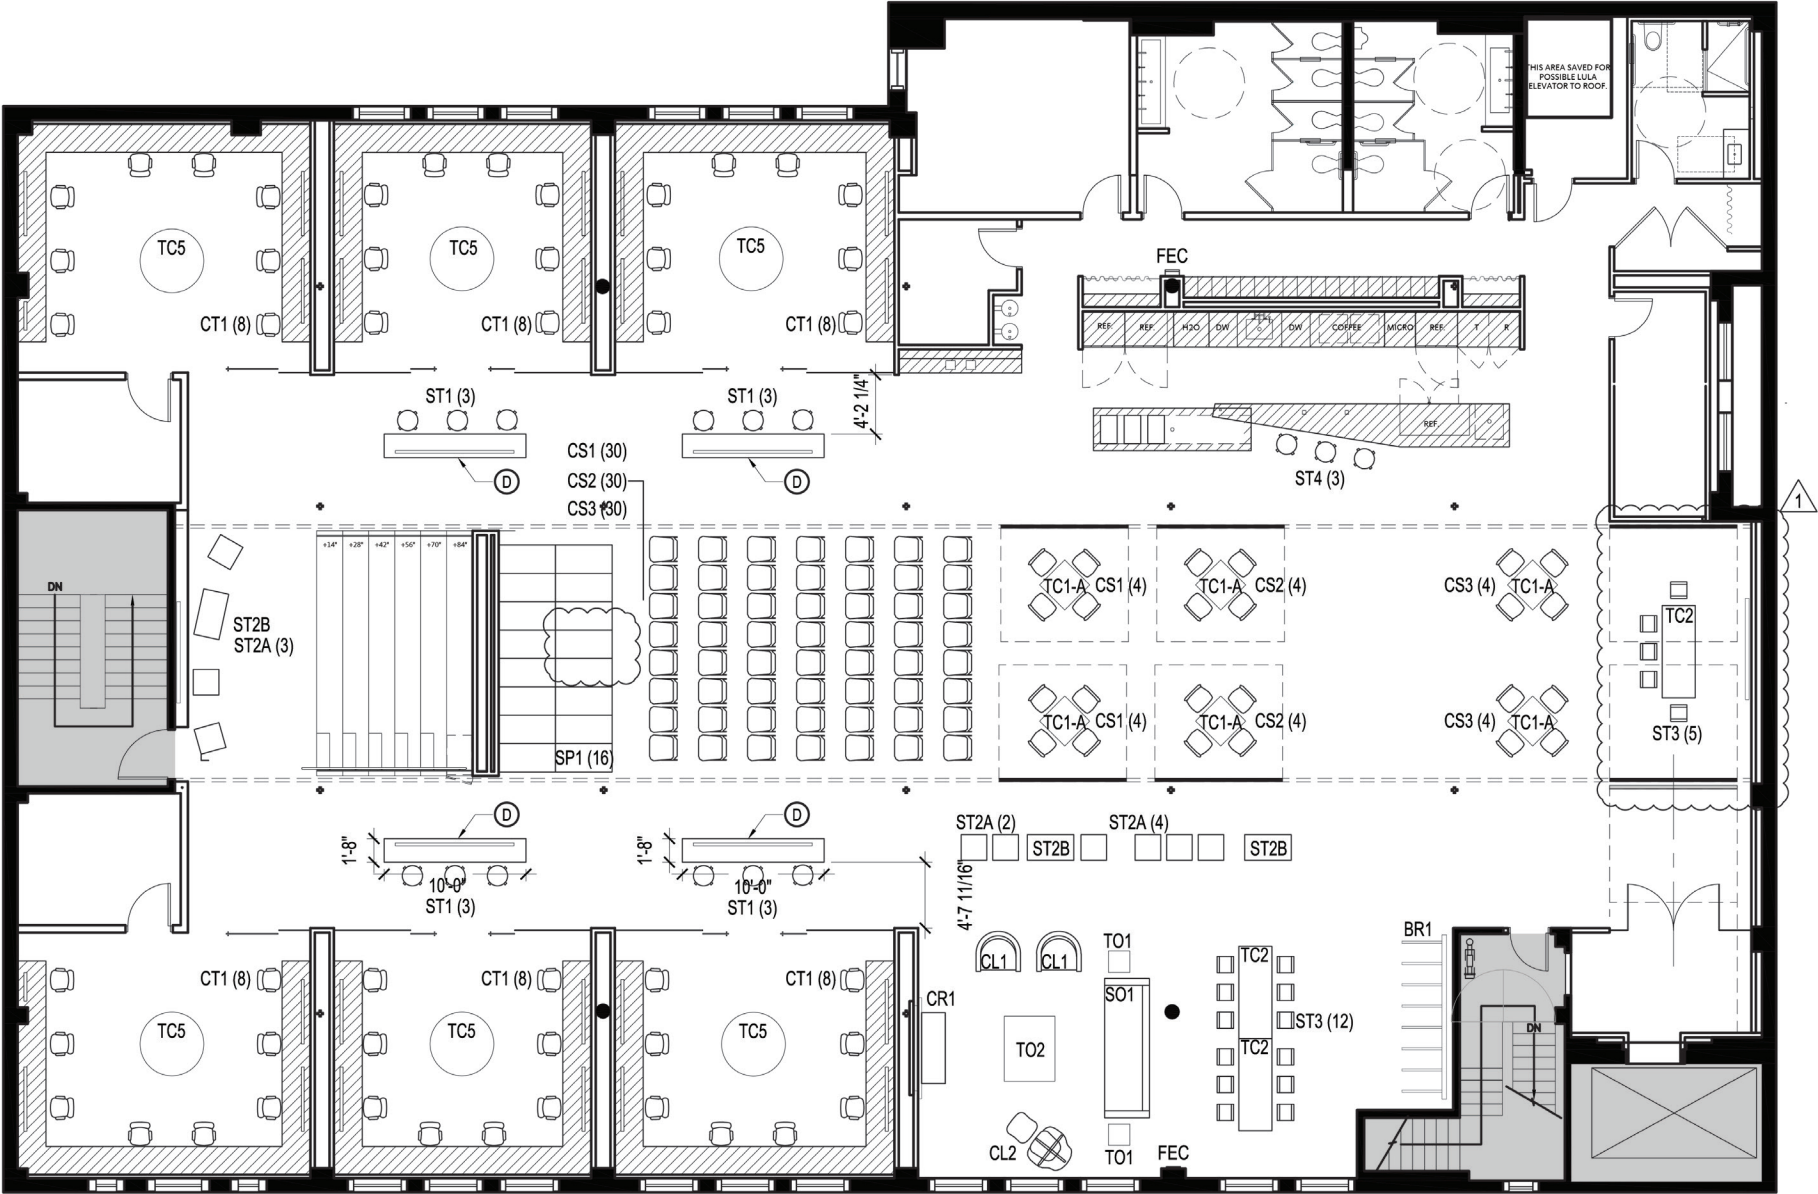 THIS AREA SAVED FOR
POSSIBLE LULA
ELEVATOR TO ROOF.
TC5
TC5
TC5
CT1 (8)
CT1 (8)
CT1 (8)
FEC
REF.
REF.
H2O
DW
DW
COFFEE
MICRO
REF.
T
R
ST1 (3)
ST1 (3)
4'-2 1/4"
REF.
D
D
CS1 (30)
CS2 (30)
CS3 (30)
ST4 (3)
1
+14"
+28"
+42"
+56"
+70"
+84"
DN
ST2B
ST2A (3)
TC1-A
CS1 (4)
TC1-A
CS2 (4)
CS3 (4)
TC1-A
TC2
TC1-A
CS1 (4)
TC1-A
CS2 (4)
CS3 (4)
TC1-A
ST3 (5)
SP1 (16)
D
D
1'-8"
1'-8"
10'-0"
10'-0"
ST1 (3)
ST1 (3)
4'-7 11/16"
ST2A (2)
ST2B
ST2A (4)
ST2B
BR1
CL1
CL1
TO1
TC2
CT1 (8)
CT1 (8)
CT1 (8)
CR1
SO1
TC5
TC5
TC5
TO2
ST3 (12)
TC2
DN
CL2
TO1
FEC